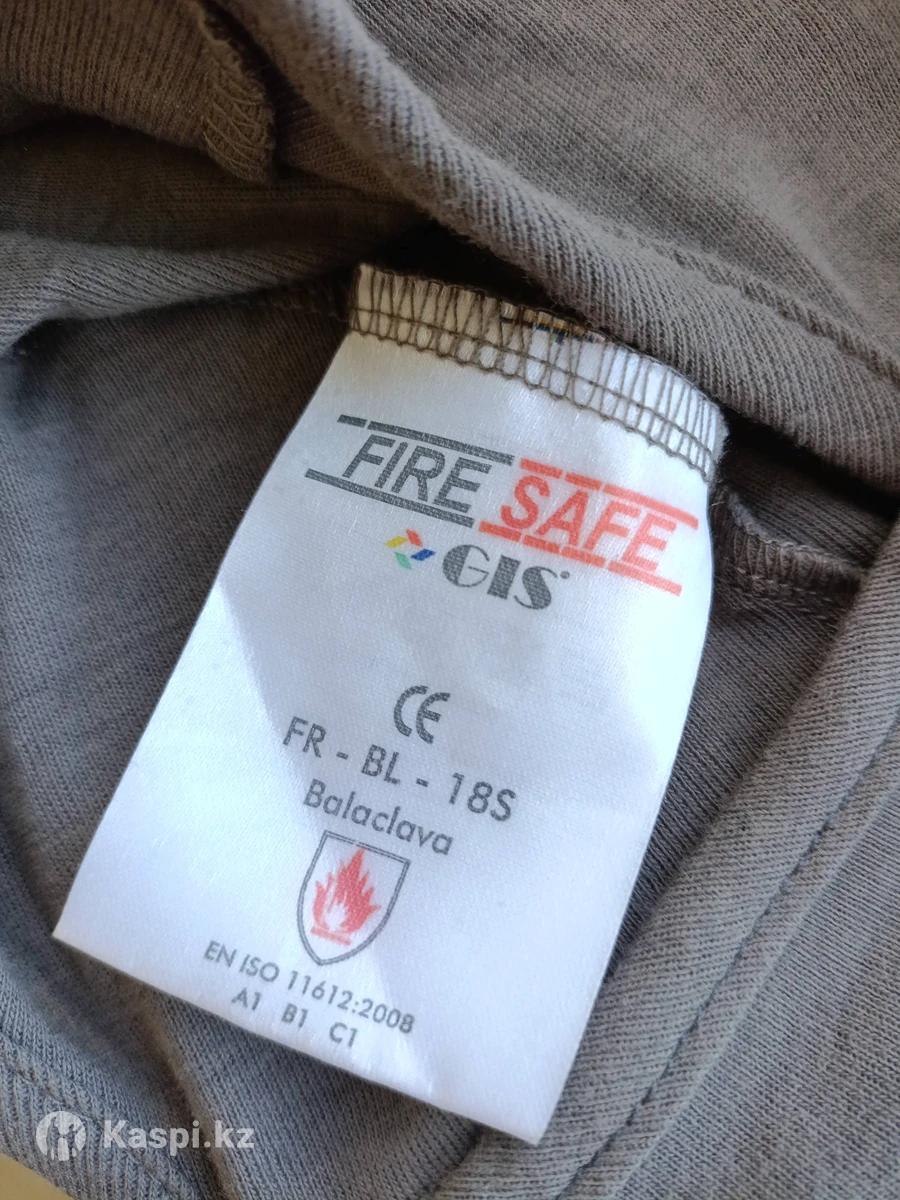 FIRE SAFE
GIS
CE
FR - BL - 18S
Balaclava
EN ISO 11612:2008
A1 B1 C1
Kaspi.kz